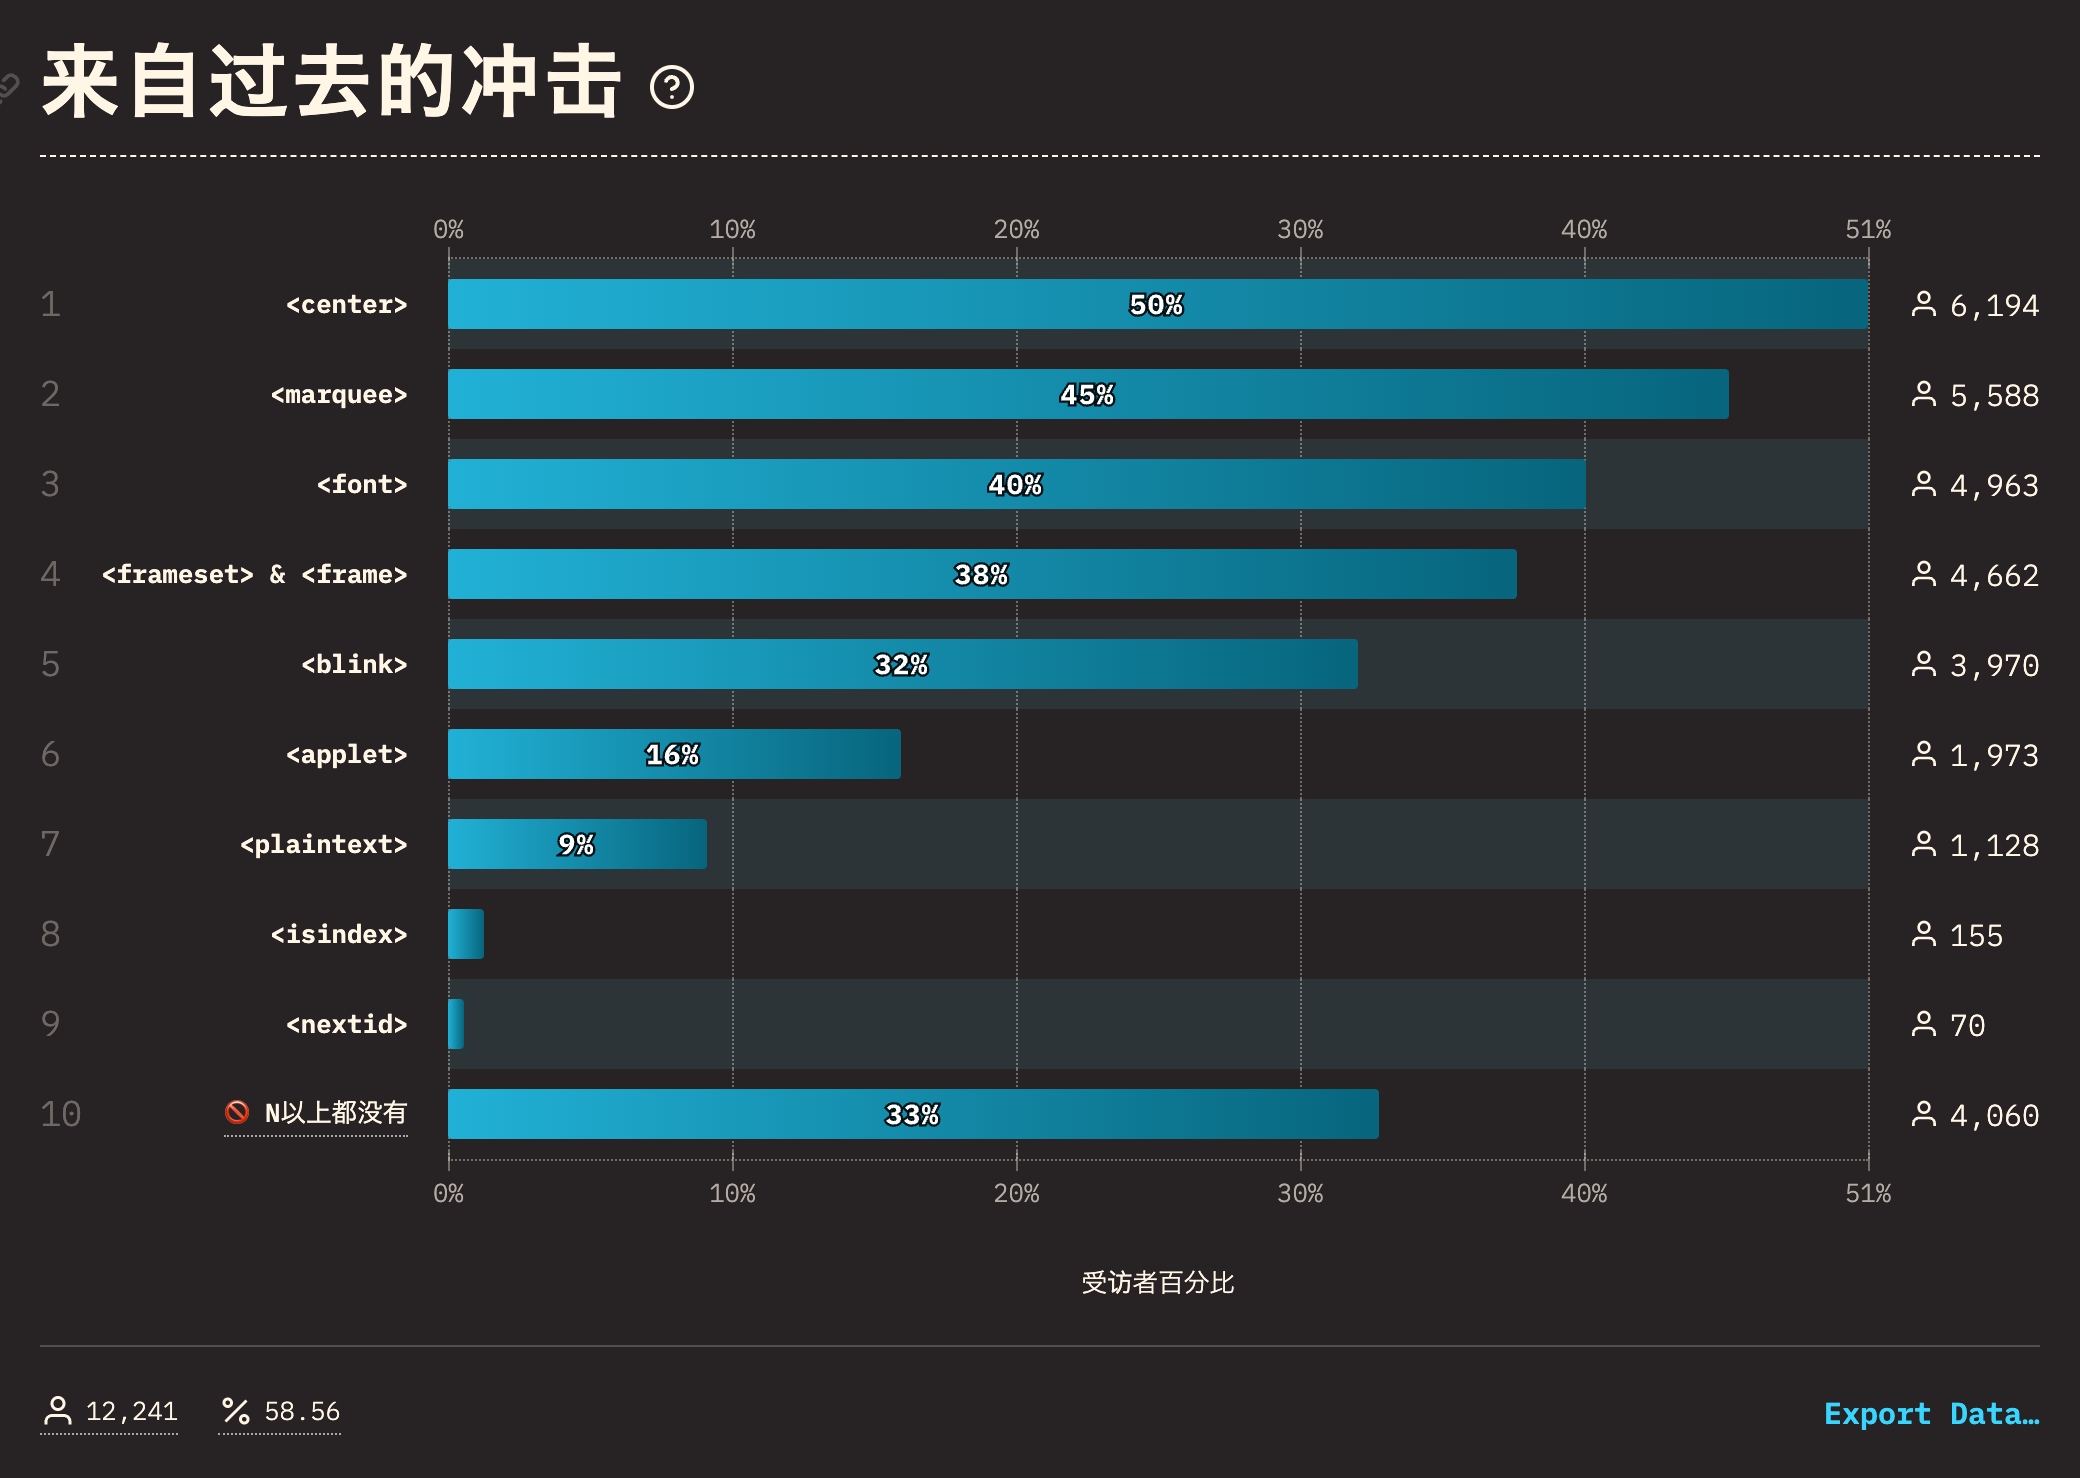 来自过去的冲击
0% 10% 20% 30% 40% 51%
1 <center> 50% 6,194
2 <marquee> 45% 5,588
3 <font> 40% 4,963
4 <frameset> & <frame> 38% 4,662
5 <blink> 32% 3,970
6 <applet> 16% 1,973
7 <plaintext> 9% 1,128
8 <isindex> 155
9 <nextid> 70
10 🚫 N以上都没有 33% 4,060
0% 10% 20% 30% 40% 51%
受访者百分比
12,241 % 58.56 Export Data…